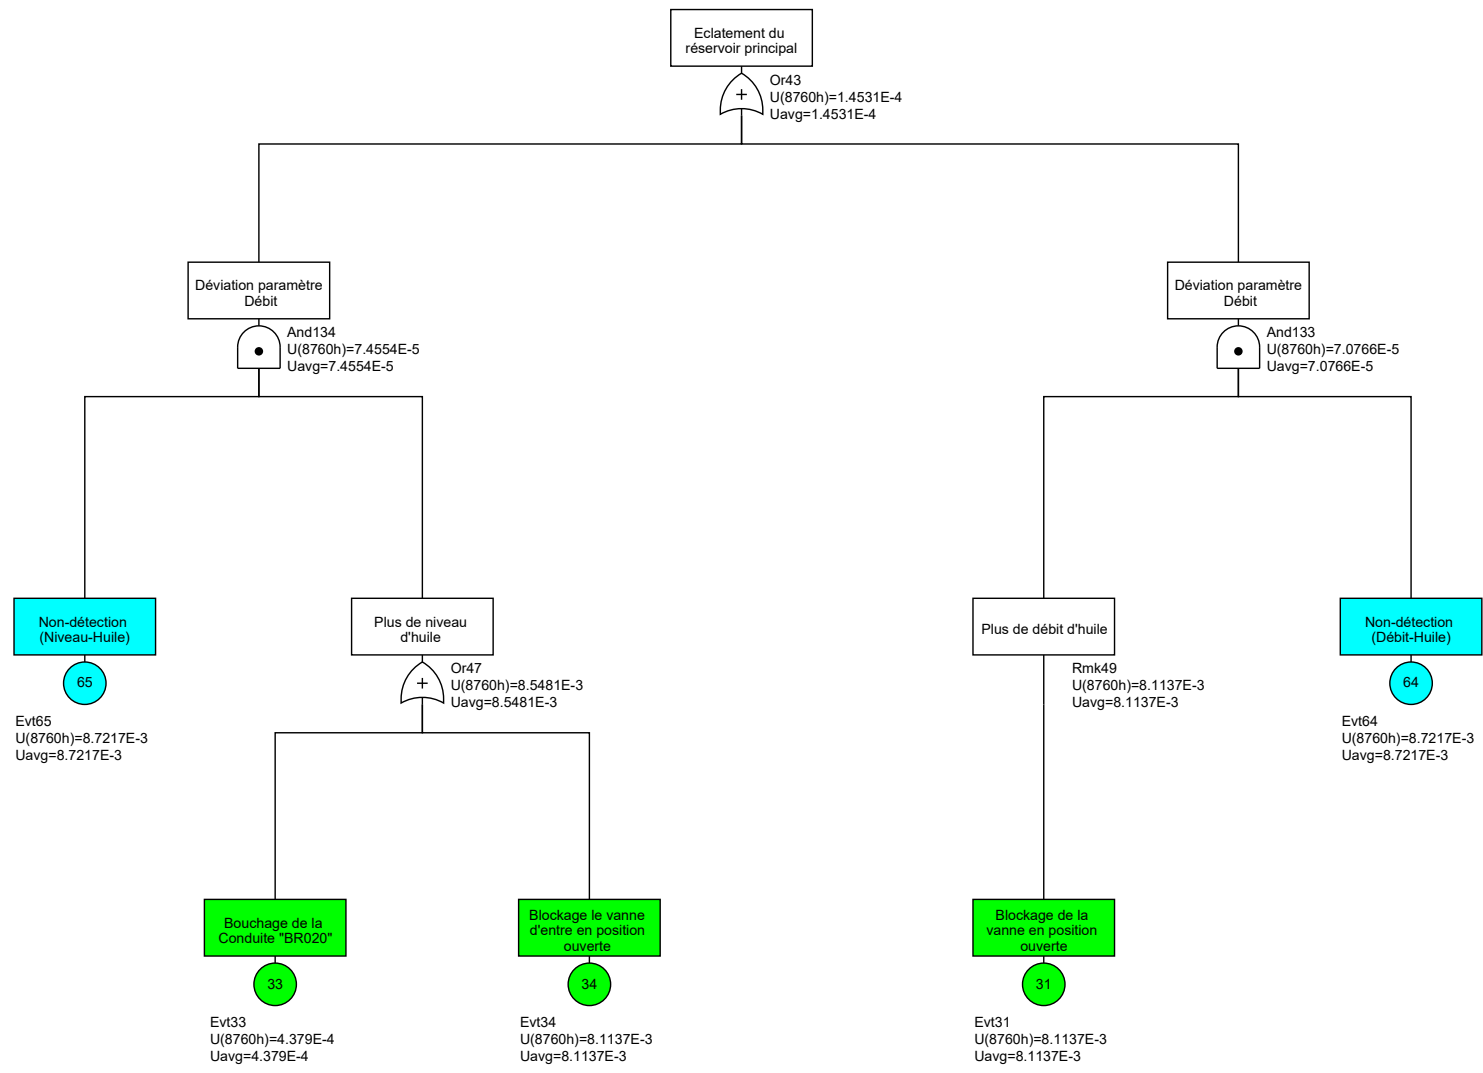 Eclatement du
réservoir principal
+
Or43
U(8760h)=1.4531E-4
Uavg=1.4531E-4
Déviation paramètre
Débit
And134
U(8760h)=7.4554E-5
Uavg=7.4554E-5
Déviation paramètre
Débit
And133
U(8760h)=7.0766E-5
Uavg=7.0766E-5
Non-détection
(Niveau-Huile)
65
Evt65
U(8760h)=8.7217E-3
Uavg=8.7217E-3
Plus de niveau
d'huile
+
Or47
U(8760h)=8.5481E-3
Uavg=8.5481E-3
Plus de débit d'huile
Rmk49
U(8760h)=8.1137E-3
Uavg=8.1137E-3
Non-détection
(Débit-Huile)
64
Evt64
U(8760h)=8.7217E-3
Uavg=8.7217E-3
Bouchage de la
Conduite "BR020"
33
Evt33
U(8760h)=4.379E-4
Uavg=4.379E-4
Blockage le vanne
d'entre en position
ouverte
34
Evt34
U(8760h)=8.1137E-3
Uavg=8.1137E-3
Blockage de la
vanne en position
ouverte
31
Evt31
U(8760h)=8.1137E-3
Uavg=8.1137E-3